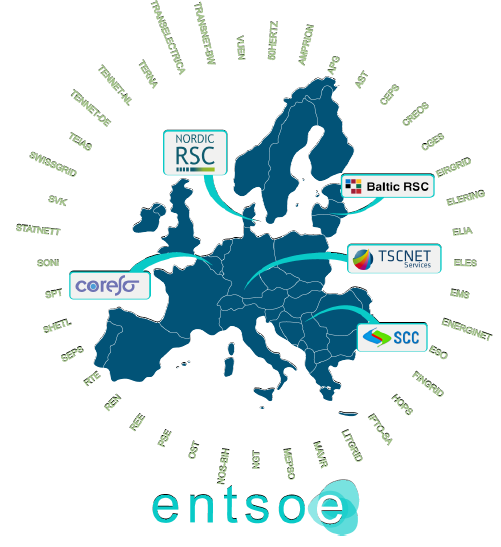 TRANSELECTRICA
TRANSNET-BW
VUEN
50HERTZ
AMPRION
APG
AST
CEPS
CREOS
CGES
EIRGRID
ELERING
ELIA
ELES
EMS
ENERGINET
ESO
FINGRID
HOPS
IPTO-SA
LITGRID
MAVIR
MEPSO
NGT
NOS-BIH
OST
PSE
REE
REN
RTE
SEPS
SHETL
SPT
SONI
STATNETT
SVK
SWISSGRID
TEIAS
TENNET-DE
TENNET-NL
TERNA
NORDIC
RSC
Baltic RSC
TSCNET
Services
coreso
SCC
entsoe